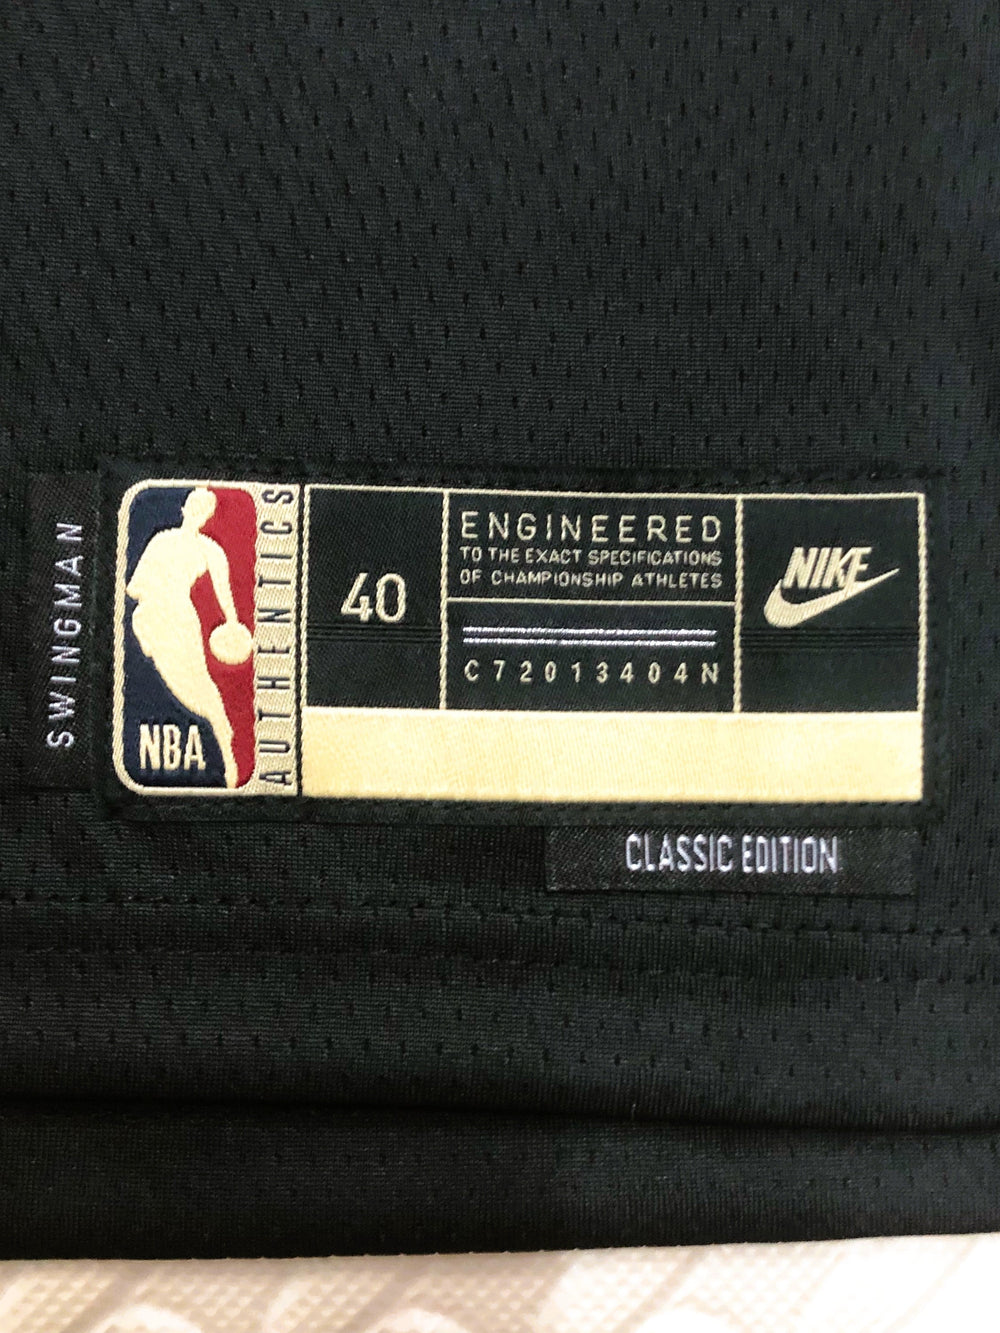 SWINGMAN
NBA
AUTHENTICS
40
ENGINEERED
TO THE EXACT SPECIFICATIONS
OF CHAMPIONSHIP ATHLETES
C72013404N
NIKE
CLASSIC EDITION